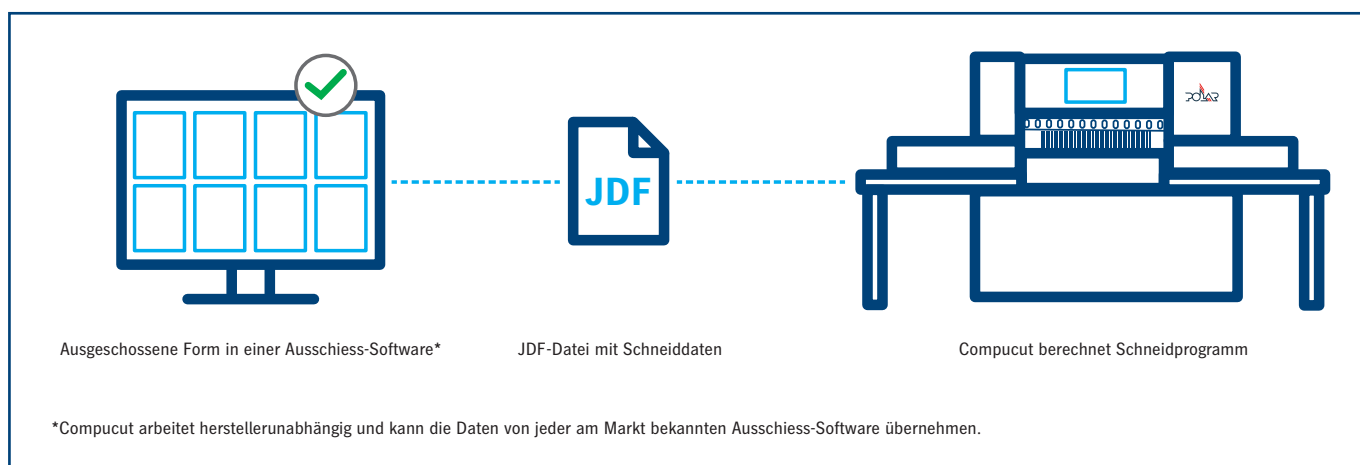 POLAR
JDF
Ausgeschossene Form in einer Ausschiess-Software*
JDF-Datei mit Schneiddaten
Compucut berechnet Schneidprogramm
*Compucut arbeitet herstellerunabhängig und kann die Daten von jeder am Markt bekannten Ausschiess-Software übernehmen.